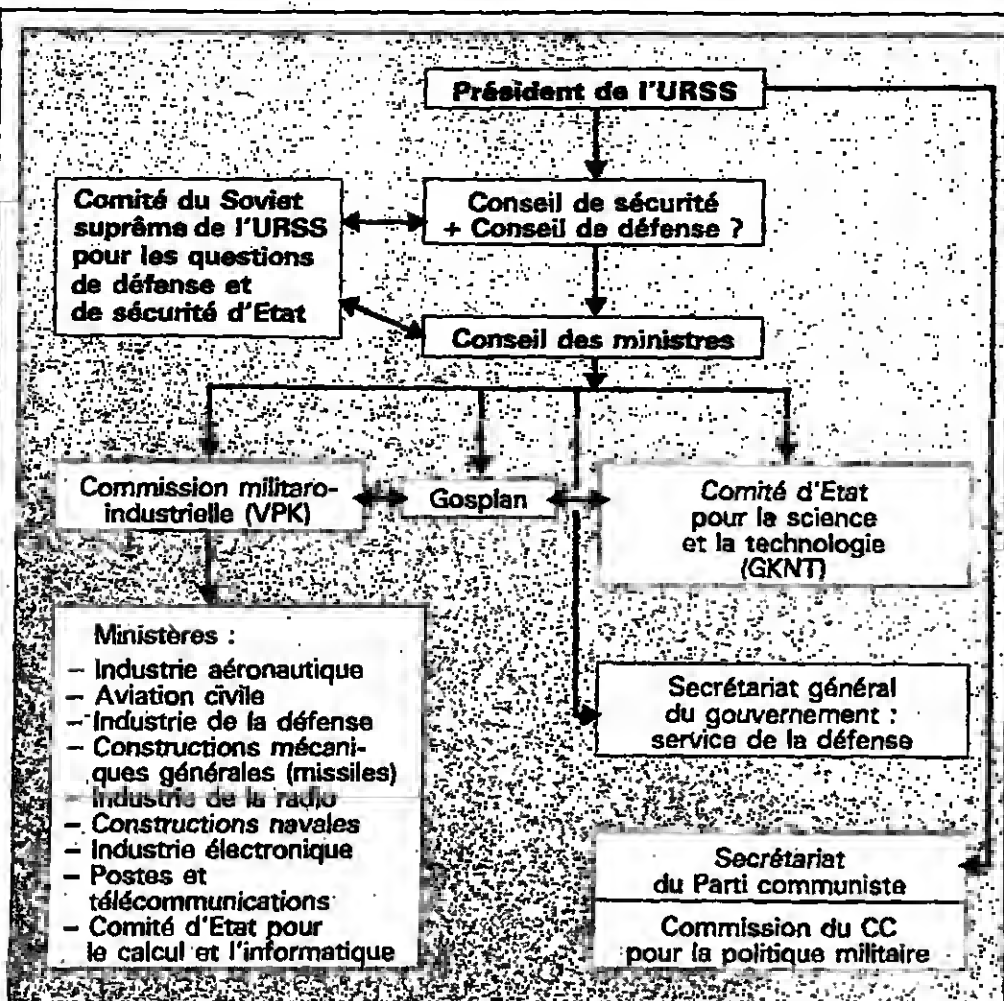 Président de l'URSS
Comité du Soviet
suprême de l'URSS
pour les questions
de défense et
de sécurité d'Etat
Conseil de sécurité
+ Conseil de défense ?
Conseil des ministres
Commission militaro-
industrielle (VPK)
Gosplan
Comité d'Etat
pour la science
et la technologie
(GKNT)
Ministères :
– Industrie aéronautique
– Aviation civile
– Industrie de la défense
– Constructions mécani-
ques générales (missiles)
– Industrie de la radio
– Constructions navales
– Industrie électronique
– Postes et
télécommunications
– Comité d'Etat pour
le calcul et l'informatique
Secrétariat général
du gouvernement :
service de la défense
Secrétariat
du Parti communiste
Commission du CC
pour la politique militaire